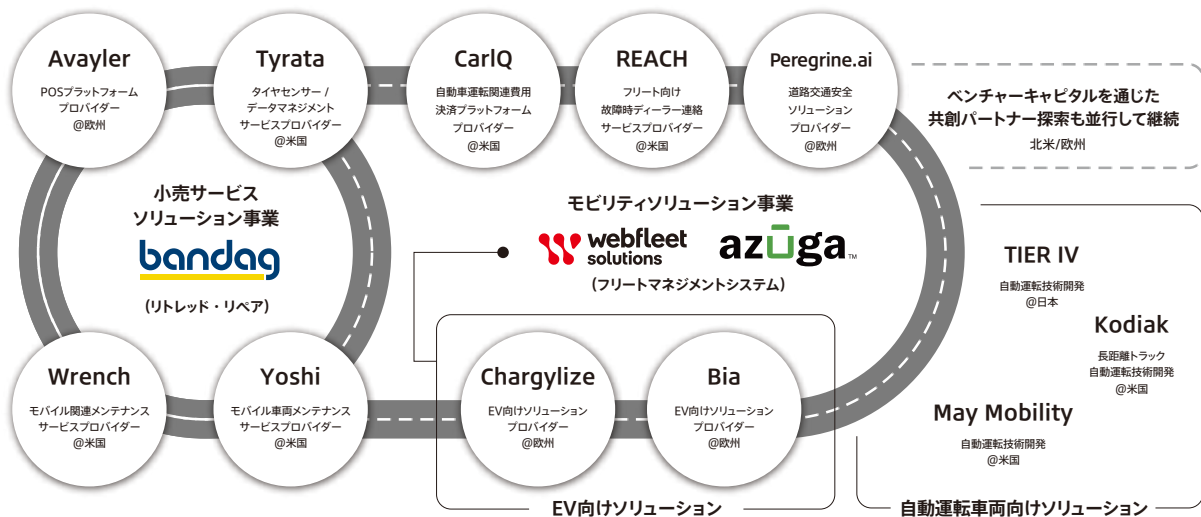 Avayler
POSプラットフォーム
プロバイダー
@欧州
Tyrata
タイヤセンサー /
データマネジメント
サービスプロバイダー
@米国
CarIQ
自動車運転関連費用
決済プラットフォーム
プロバイダー
@米国
REACH
フリート向け
故障時ディーラー連絡
サービスプロバイダー
@米国
Peregrine.ai
道路交通安全
ソリューション
プロバイダー
@欧州
ベンチャーキャピタルを通じた
共創パートナー探索も並行して継続
北米/欧州
小売サービス
ソリューション事業
bandag
(リトレッド・リペア)
モビリティソリューション事業
webfleet
solutions
azūga™
(フリートマネジメントシステム)
TIER IV
自動運転技術開発
@日本
Kodiak
長距離トラック
自動運転技術開発
@米国
May Mobility
自動運転技術開発
@米国
Wrench
モバイル関連メンテナンス
サービスプロバイダー
@米国
Yoshi
モバイル車両メンテナンス
サービスプロバイダー
@米国
Chargylize
EV向けソリューション
プロバイダー
@欧州
Bia
EV向けソリューション
プロバイダー
@欧州
EV向けソリューション
自動運転車両向けソリューション